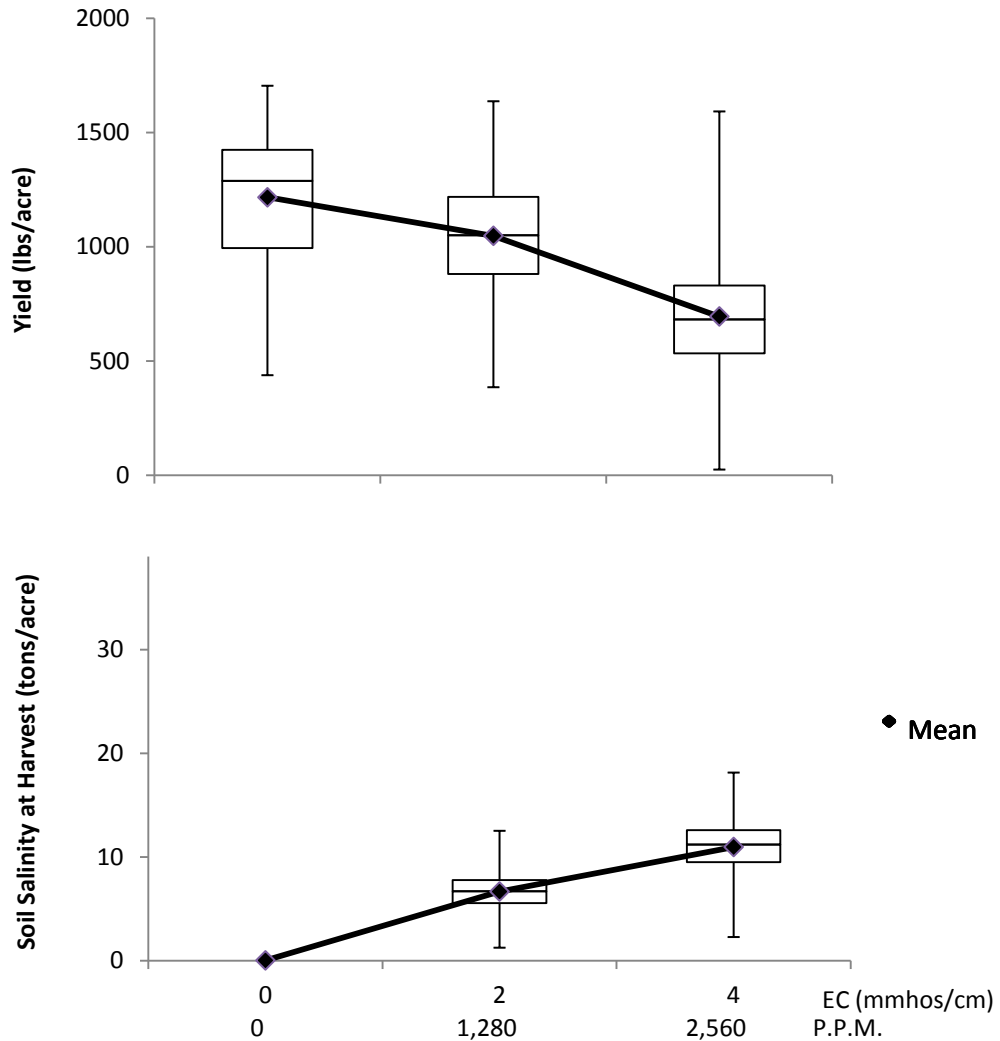 2000
1500
1000
500
0
Yield (lbs/acre)
30
20
10
0
Soil Salinity at Harvest (tons/acre)
Mean
0 2 4 EC (mmhos/cm)
0 1,280 2,560 P.P.M.